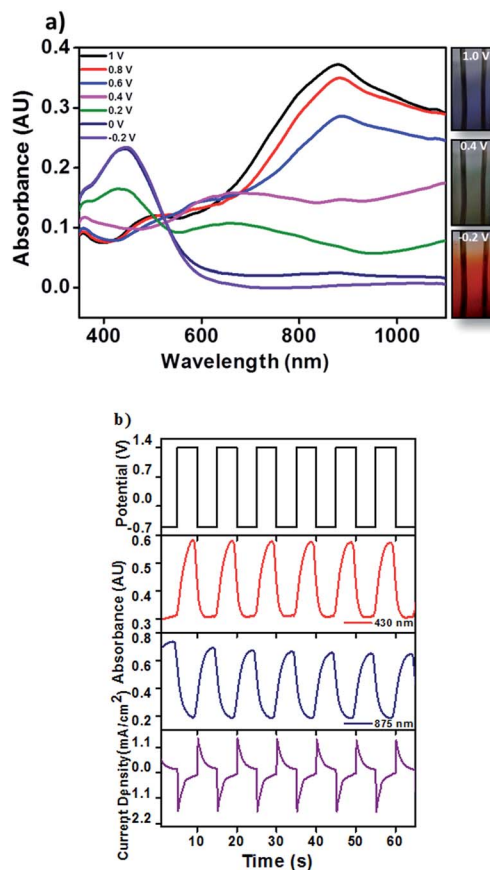 a)
0.4
0.3
0.2
0.1
0.0
Absorbance (AU)
1 V
0.8 V
0.6 V
0.4 V
0.2 V
0 V
-0.2 V
400
600
800
1000
Wavelength (nm)
1.0 V
0.4 V
-0.2 V
b)
Potential (V)
1.4
0.7
0.0
-0.7
Absorbance (AU)
0.6
0.5
0.4
0.3
430 nm
0.8
0.6
0.4
0.2
875 nm
Current Density(mA/cm²)
1.1
0.0
-1.1
-2.2
10
20
30
40
50
60
Time (s)